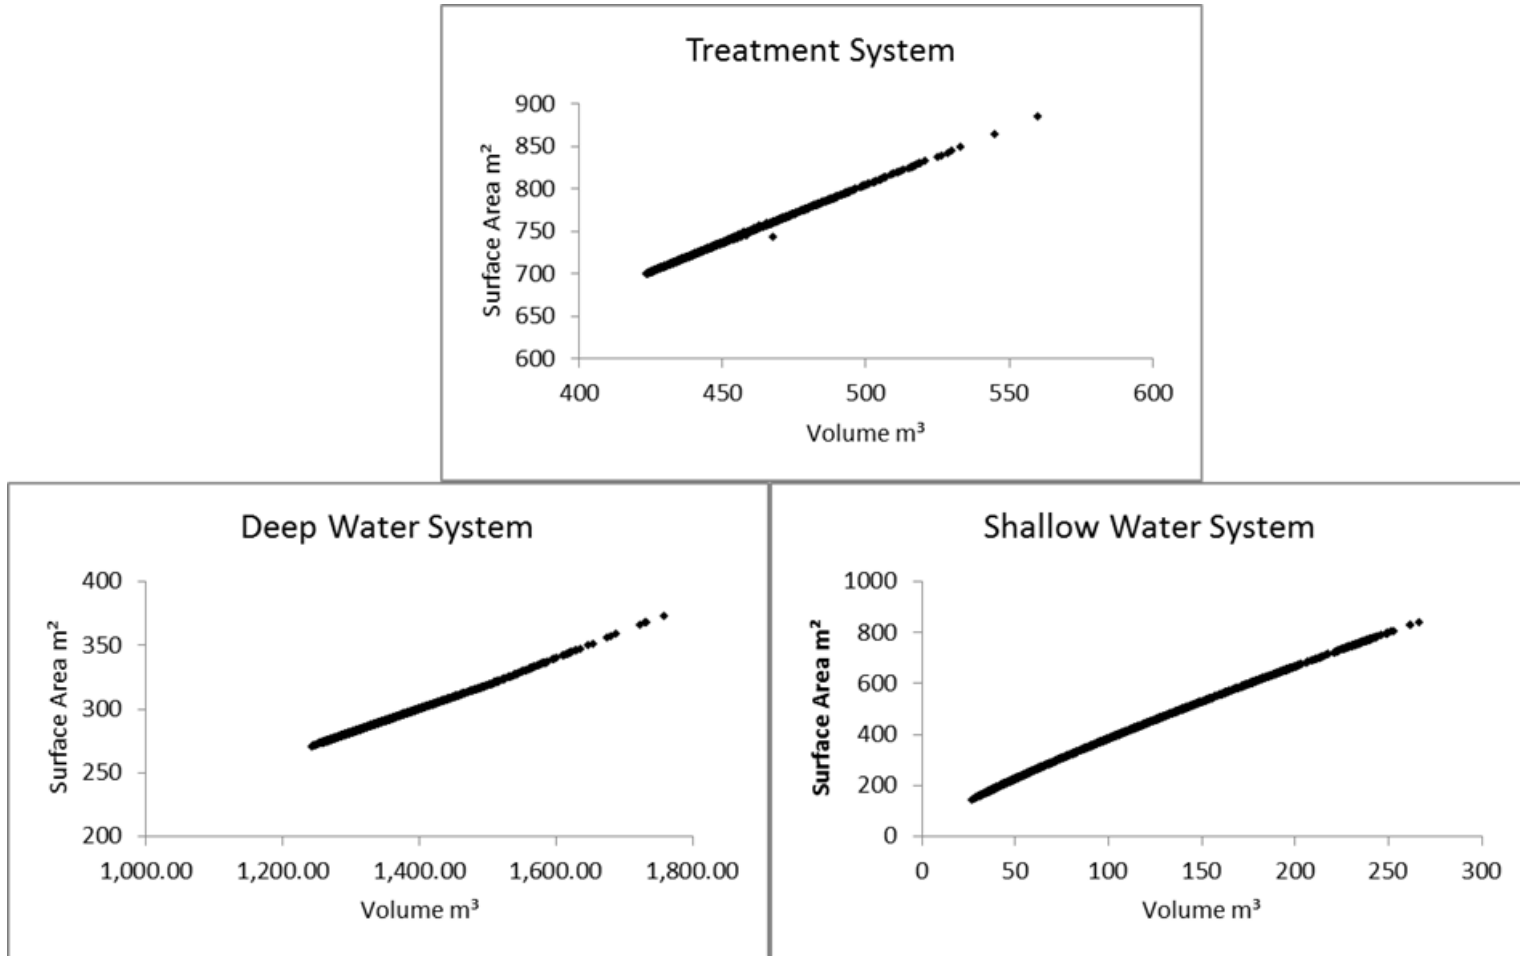 Treatment System
Surface Area m²
900
850
800
750
700
650
600
400 450 500 550 600
Volume m³
Deep Water System
Surface Area m²
400
350
300
250
200
1,000.00 1,200.00 1,400.00 1,600.00 1,800.00
Volume m³
Shallow Water System
Surface Area m²
1000
800
600
400
200
0
0 50 100 150 200 250 300
Volume m³